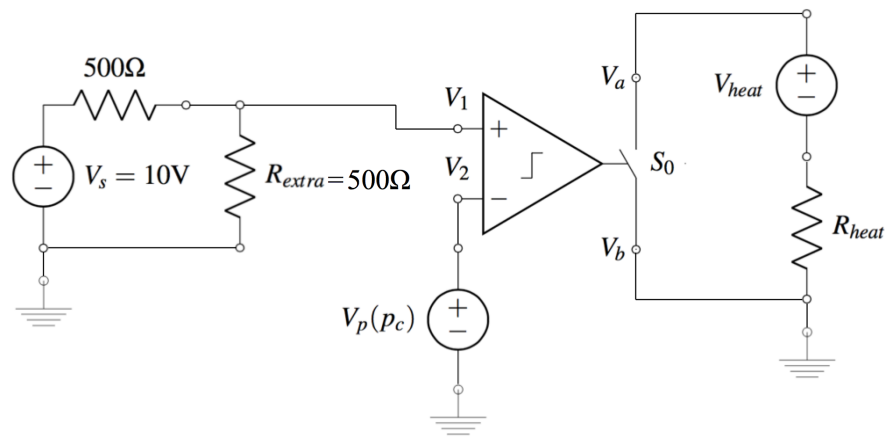 500Ω
+
−
V_s = 10V
R_extra = 500Ω
V_1
+
V_2
−
+
−
V_p(p_c)
V_a
S_0
V_b
V_heat
+
−
R_heat